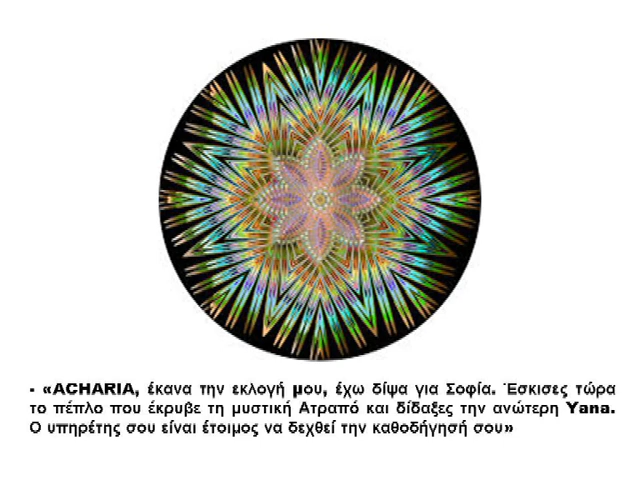 - «ACHARIA, έκανα την εκλογή μου, έχω δίψα για Σοφία. Έσκισες τώρα
το πέπλο που έκρυβε τη μυστική Ατραπό και δίδαξες την ανώτερη Yana.
Ο υπηρέτης σου είναι έτοιμος να δεχθεί την καθοδήγησή σου»